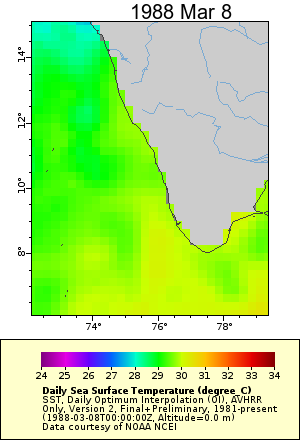 1988 Mar 8
14°
12°
10°
8°
74°
76°
78°
24 25 26 27 28 29 30 31 32 33 34
Daily Sea Surface Temperature (degree_C)
SST, Daily Optimum Interpolation (OI), AVHRR
Only, Version 2, Final+Preliminary, 1981-present
(1988-03-08T00:00:00Z, Altitude=0.0 m)
Data courtesy of NOAA NCEI